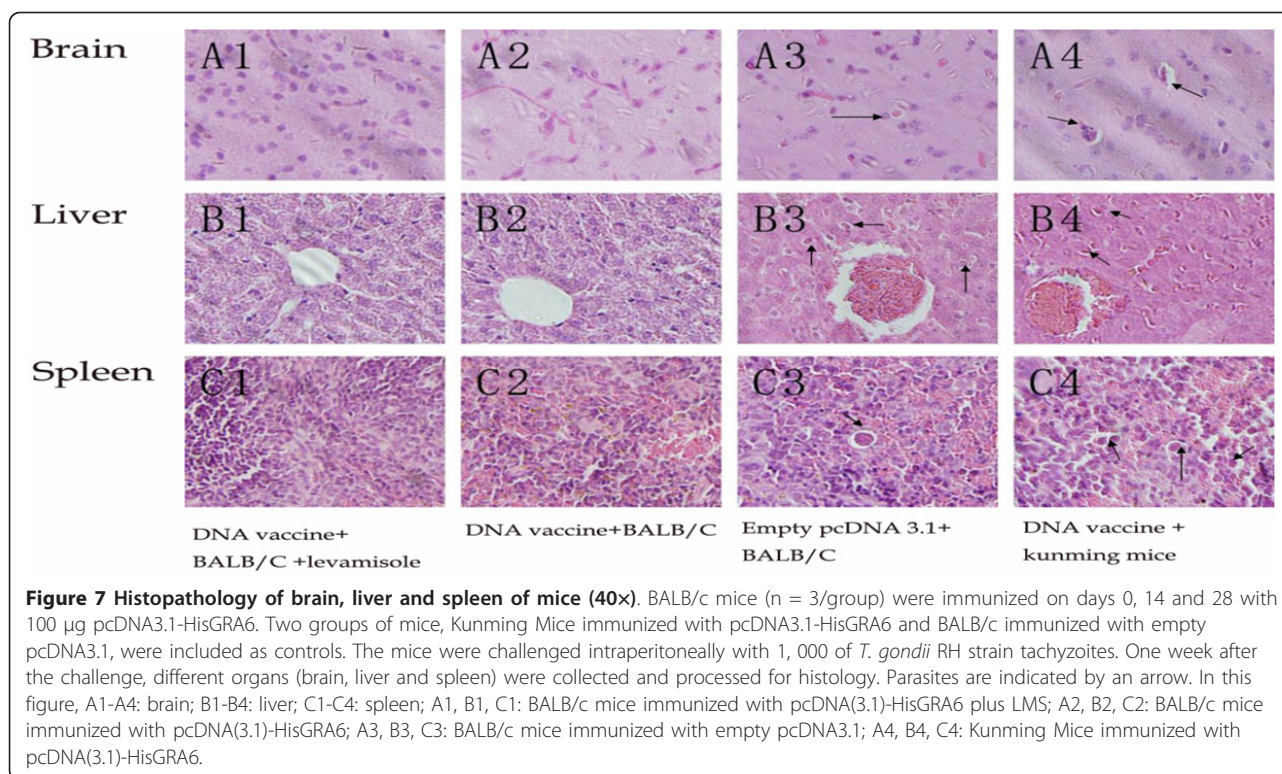 Brain
A1
A2
A3
A4
Liver
B1
B2
B3
B4
Spleen
C1
C2
C3
C4
DNA vaccine+
BALB/C +levamisole
DNA vaccine+BALB/C
Empty pcDNA 3.1+
BALB/C
DNA vaccine +
kunming mice
Figure 7 Histopathology of brain, liver and spleen of mice (40×). BALB/c mice (n = 3/group) were immunized on days 0, 14 and 28 with
100 μg pcDNA3.1-HisGRA6. Two groups of mice, Kunming Mice immunized with pcDNA3.1-HisGRA6 and BALB/c immunized with empty
pcDNA3.1, were included as controls. The mice were challenged intraperitoneally with 1, 000 of T. gondii RH strain tachyzoites. One week after
the challenge, different organs (brain, liver and spleen) were collected and processed for histology. Parasites are indicated by an arrow. In this
figure, A1-A4: brain; B1-B4: liver; C1-C4: spleen; A1, B1, C1: BALB/c mice immunized with pcDNA(3.1)-HisGRA6 plus LMS; A2, B2, C2: BALB/c mice
immunized with pcDNA(3.1)-HisGRA6; A3, B3, C3: BALB/c mice immunized with empty pcDNA3.1; A4, B4, C4: Kunming Mice immunized with
pcDNA(3.1)-HisGRA6.